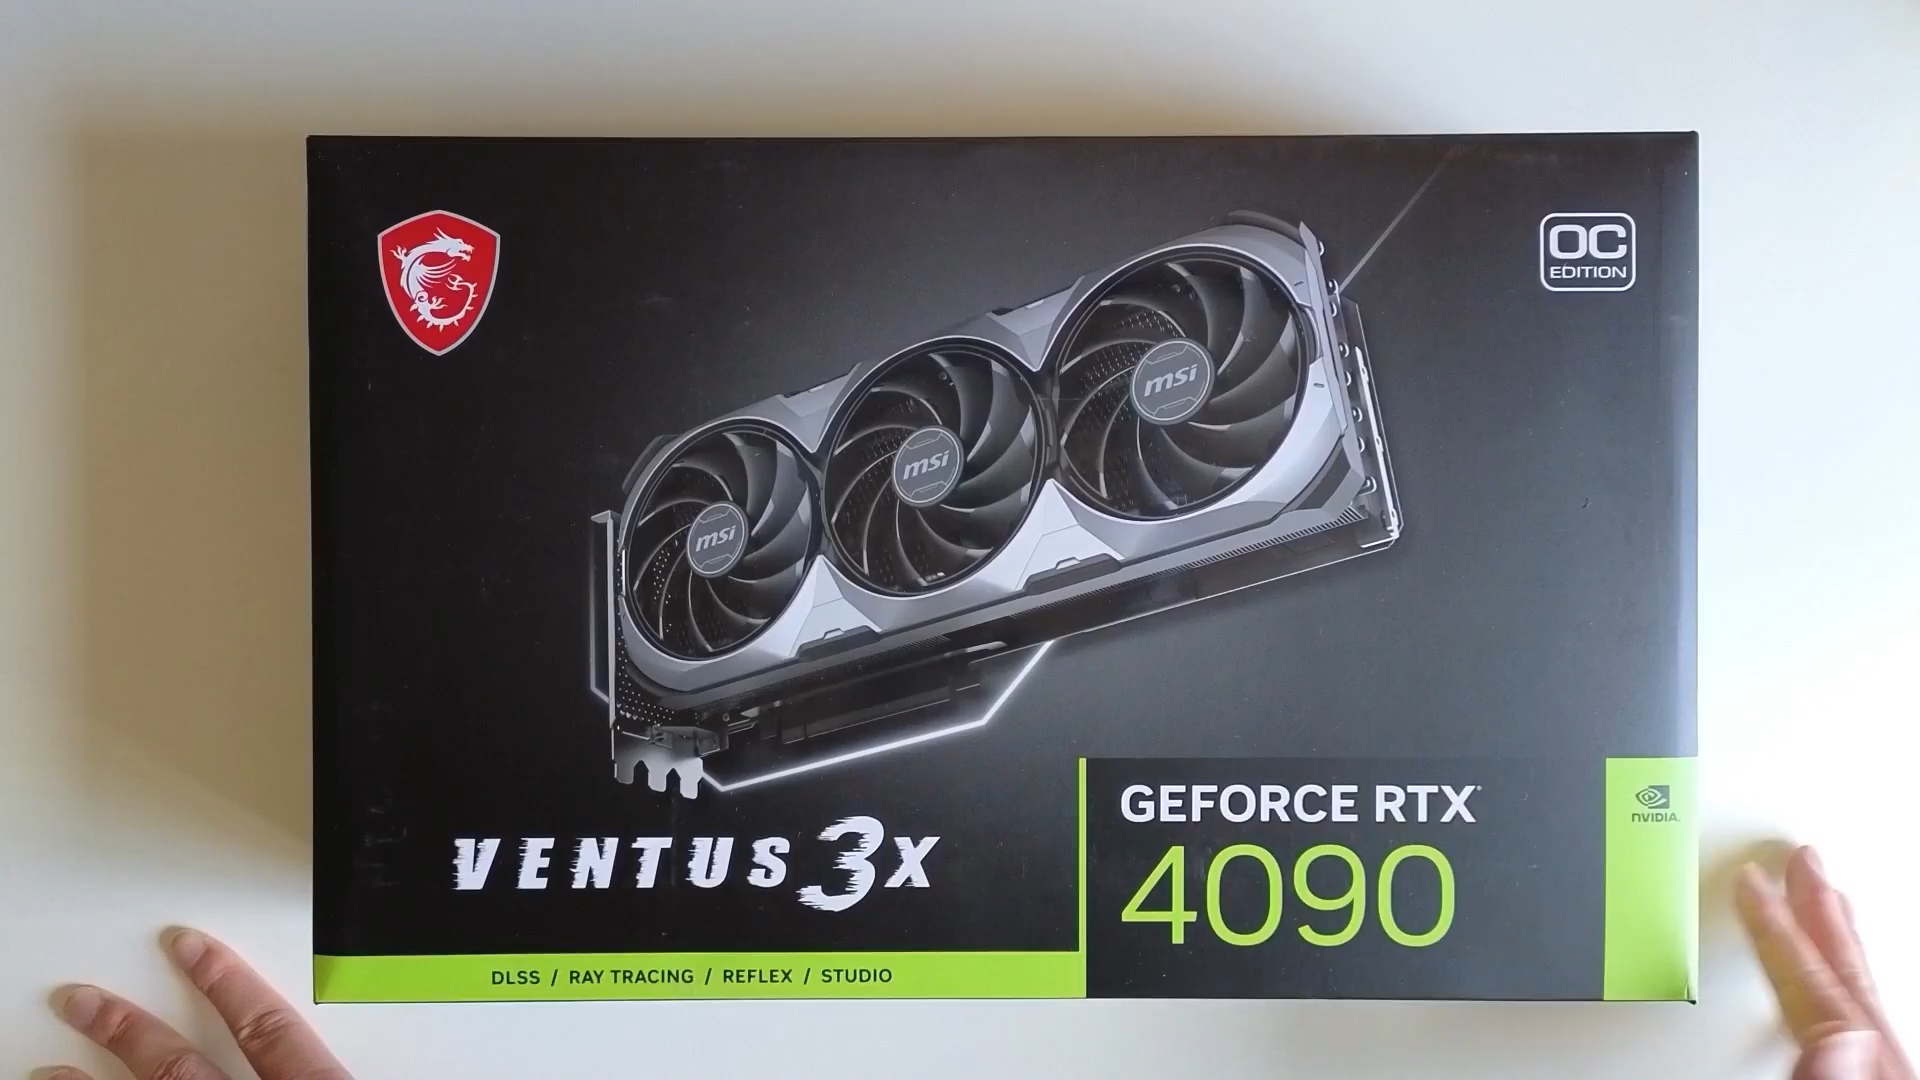 OC
EDITION
msi
msi
msi
VENTUS 3X
GEFORCE RTX
4090
NVIDIA.
DLSS / RAY TRACING / REFLEX / STUDIO